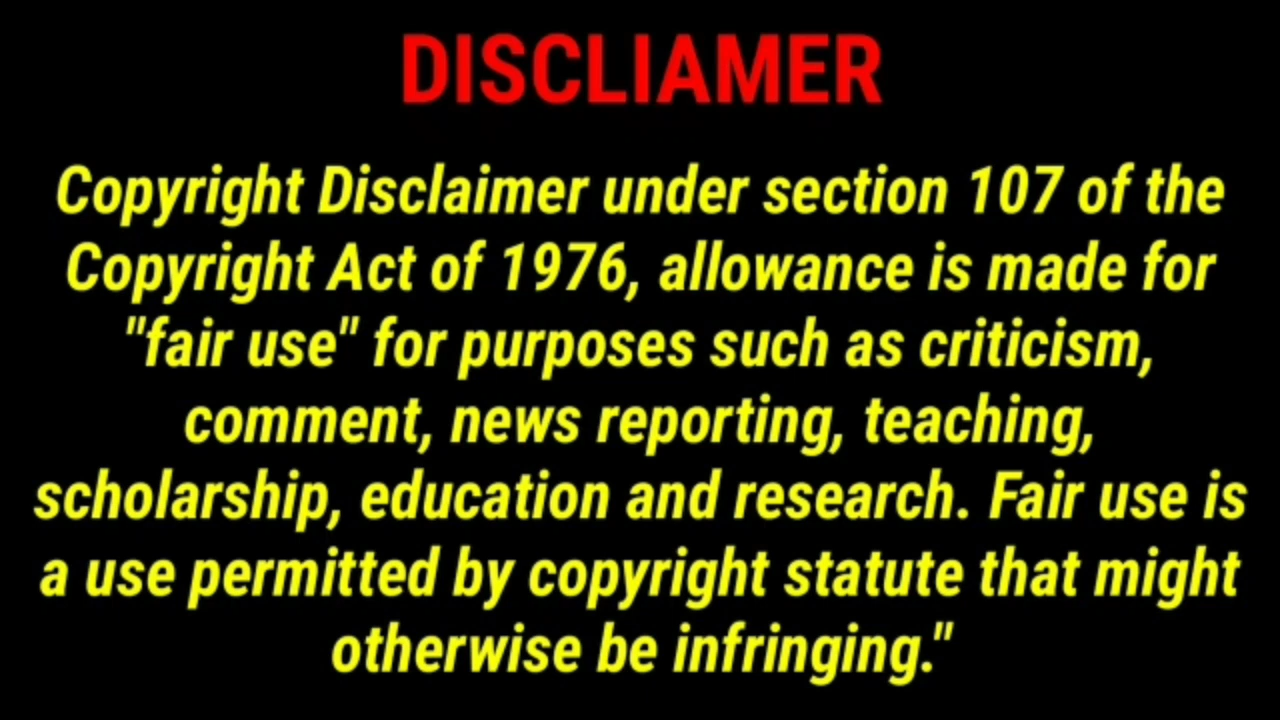 DISCLIAMER
Copyright Disclaimer under section 107 of the
Copyright Act of 1976, allowance is made for
"fair use" for purposes such as criticism,
comment, news reporting, teaching,
scholarship, education and research. Fair use is
a use permitted by copyright statute that might
otherwise be infringing."